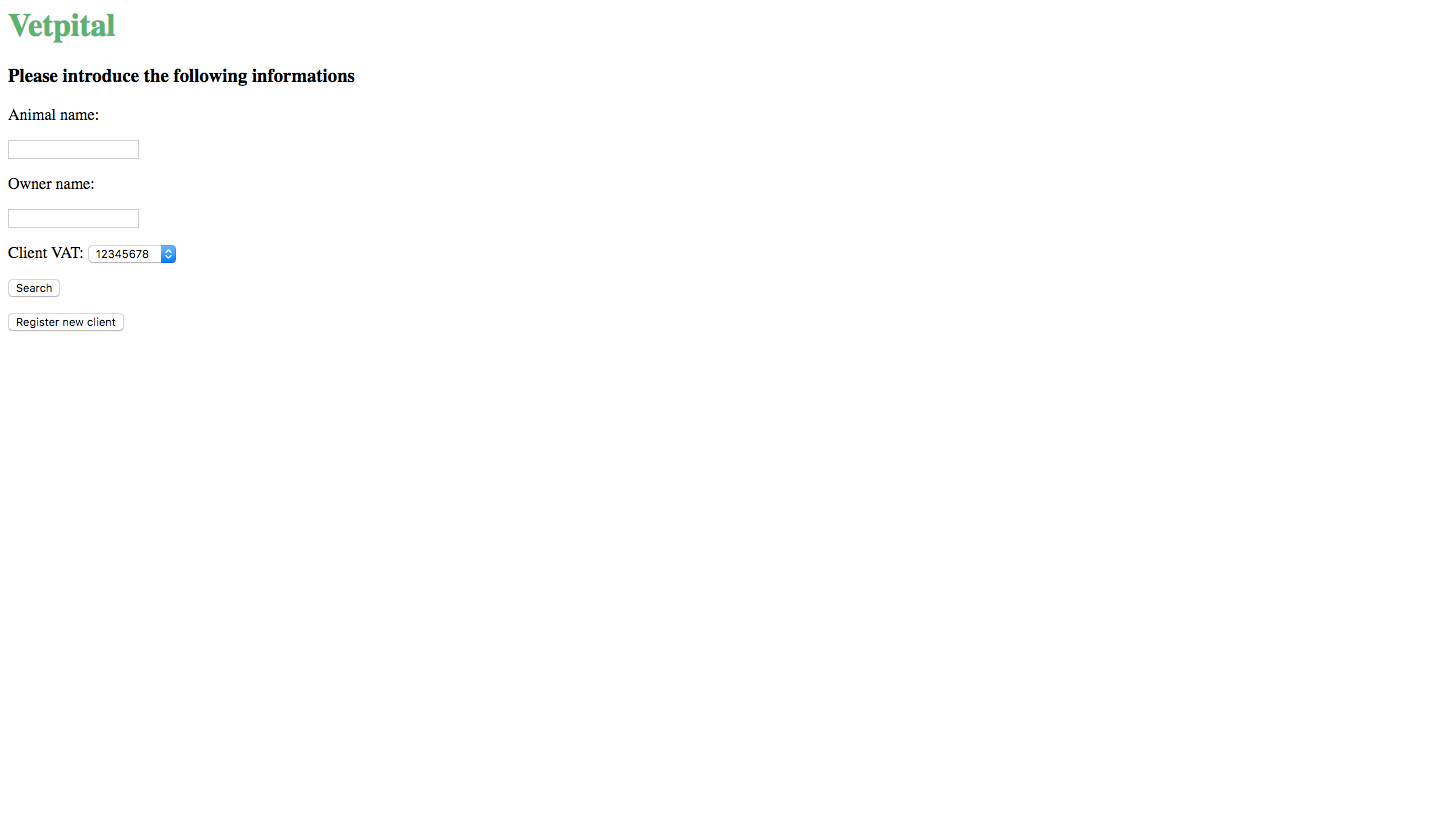 Vetpital
Please introduce the following informations
Animal name:
Owner name:
Client VAT: 12345678
Search
Register new client